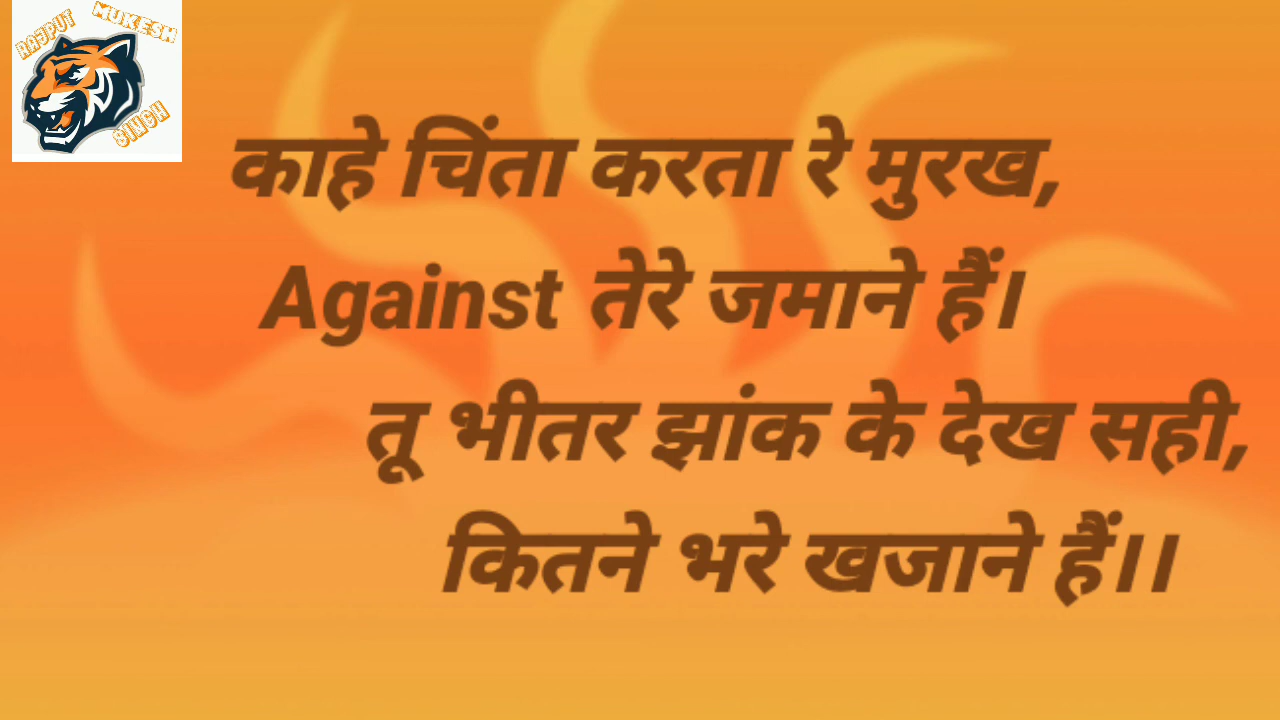 RAJPUT MUKESH
SINGH
काहे चिंता करता रे मुरख,
Against तेरे जमाने हैं।
तू भीतर झांक के देख सही,
कितने भरे खजाने हैं।।